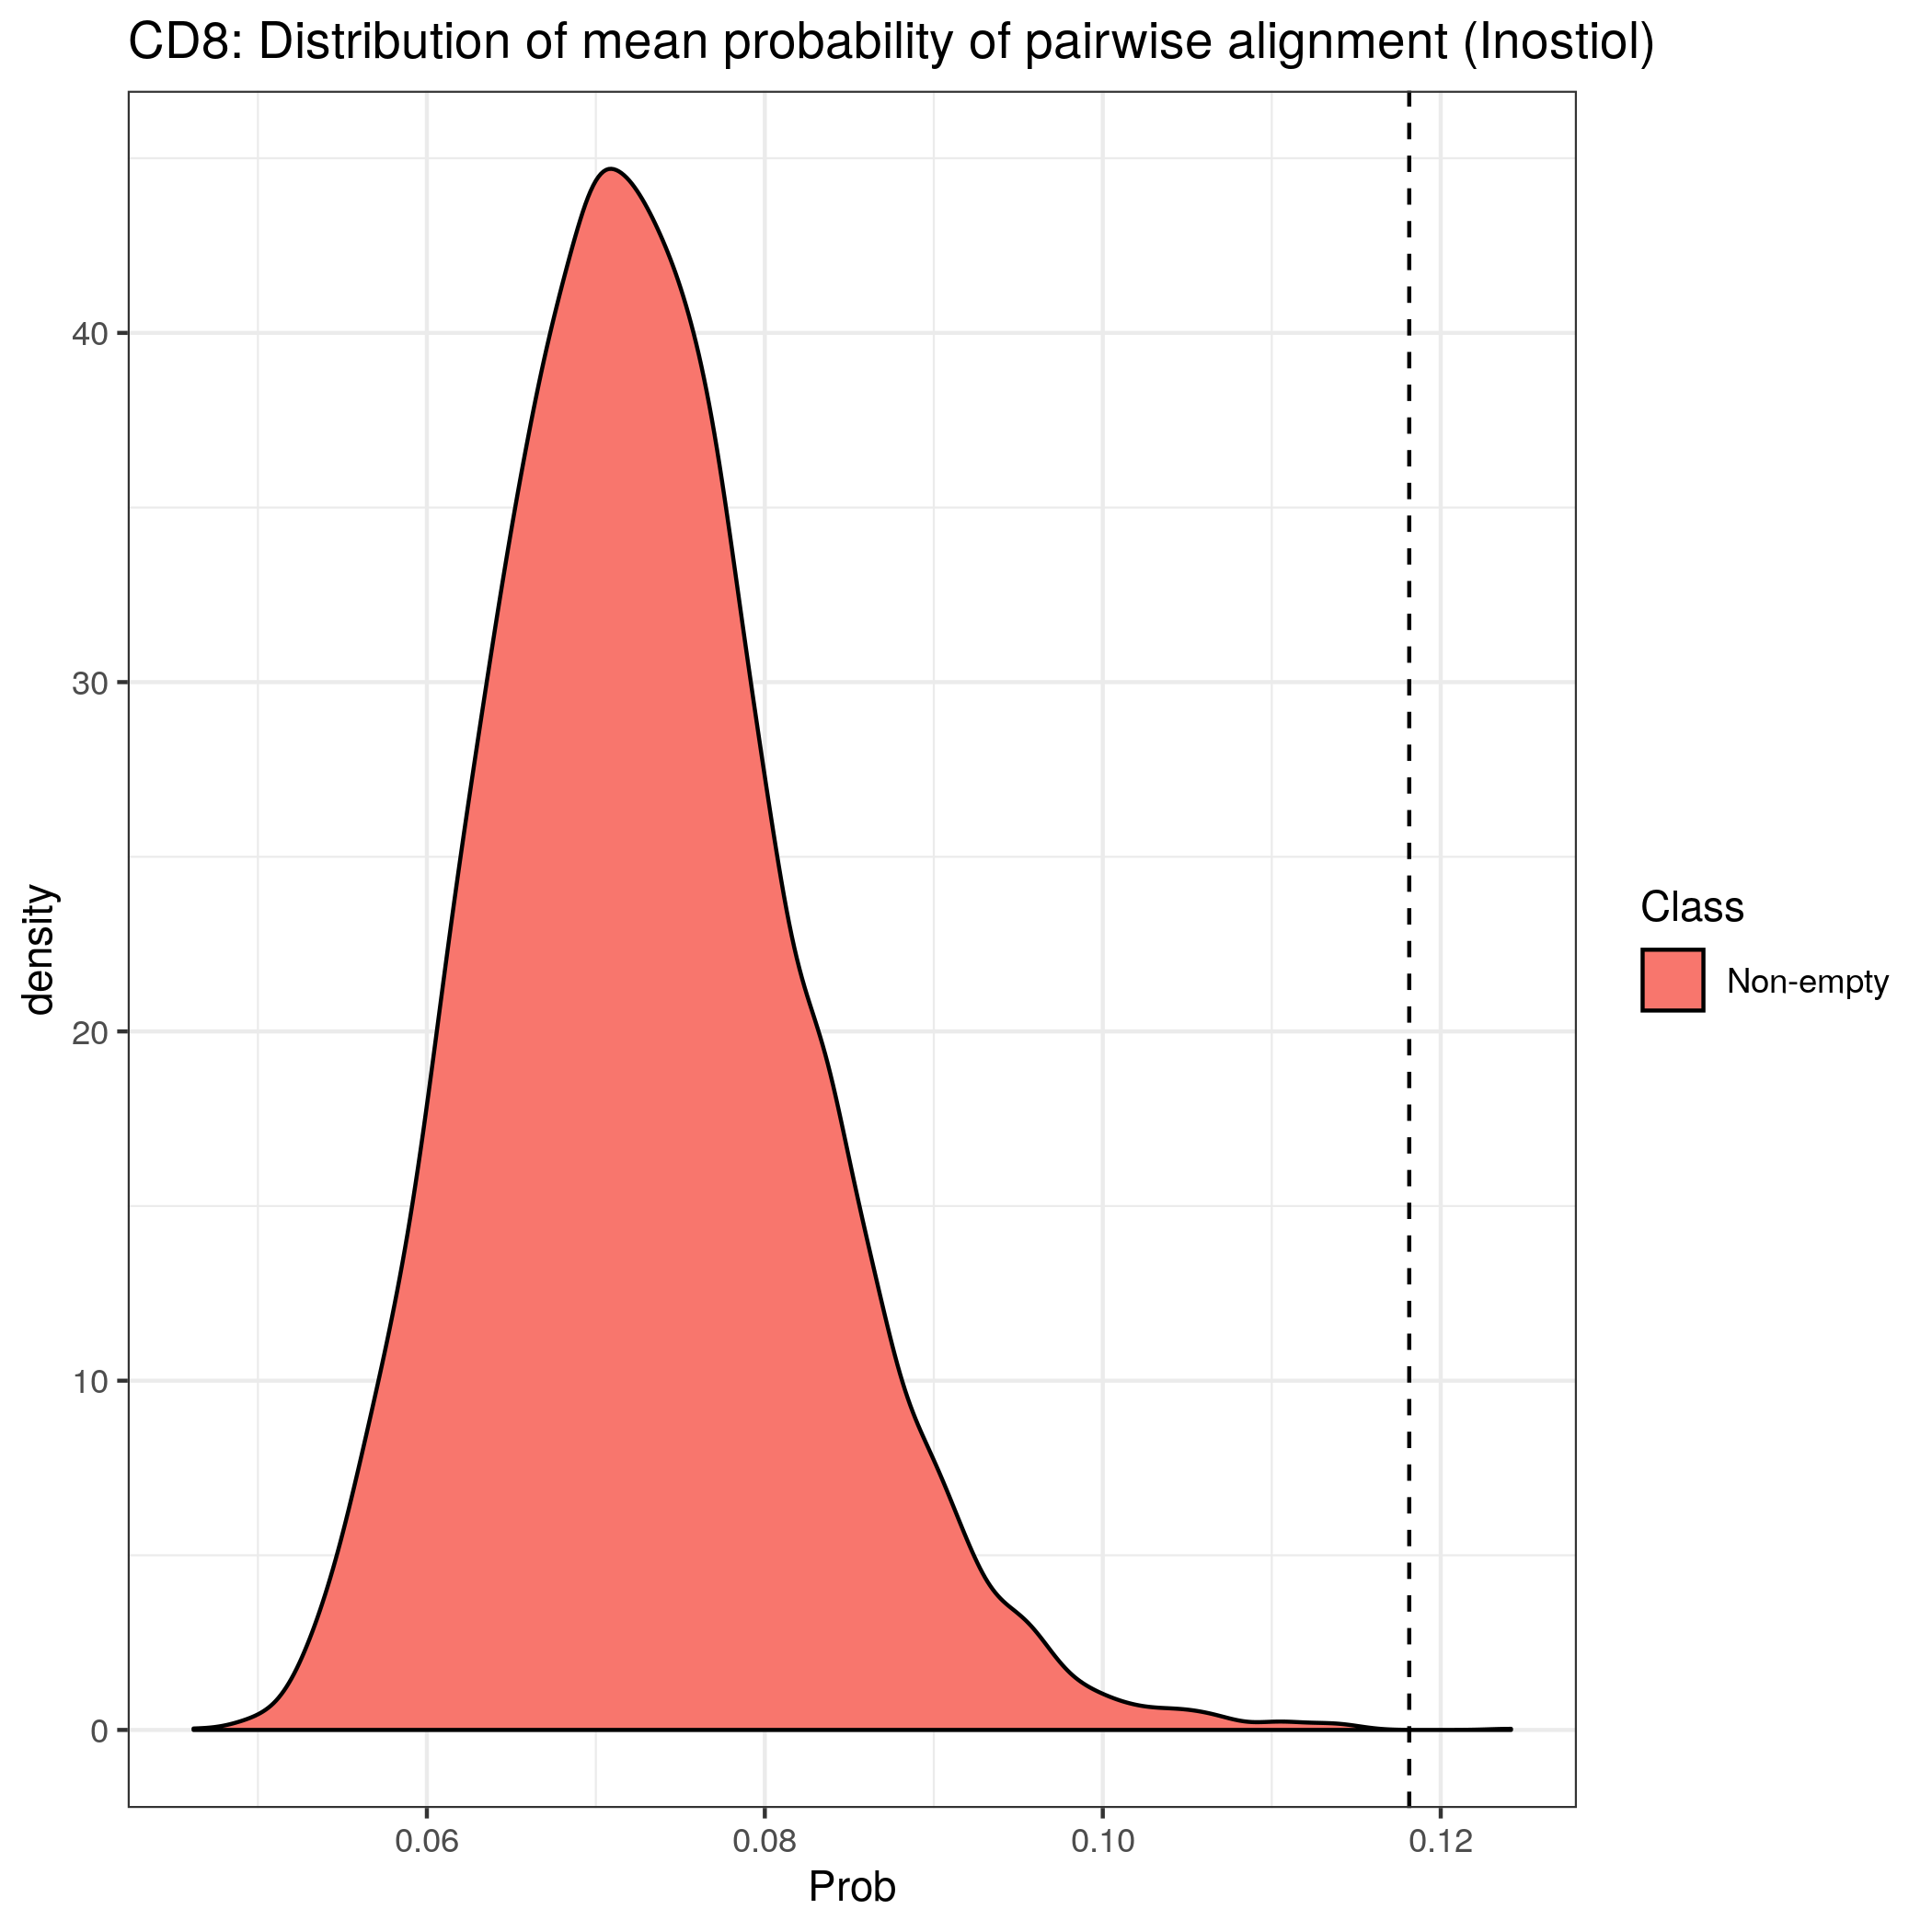 CD8: Distribution of mean probability of pairwise alignment (Inostiol)
density
40
30
20
10
0
0.06 0.08 0.10 0.12
Prob
Class
Non-empty